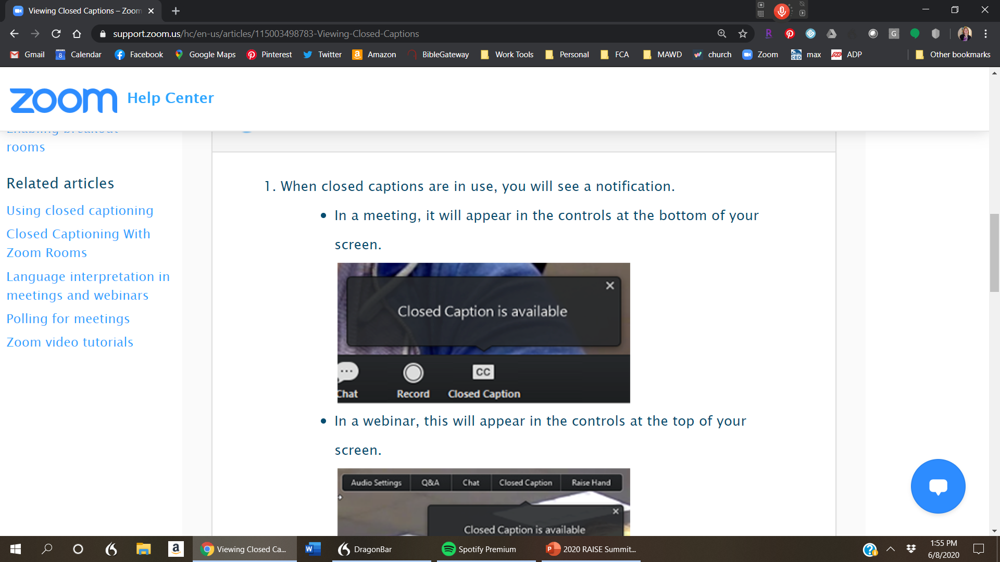 Viewing Closed Captions – Zoom
support.zoom.us/hc/en-us/articles/115003498783-Viewing-Closed-Captions
Gmail Calendar Facebook Google Maps Pinterest Twitter Amazon BibleGateway Work Tools Personal FCA MAWD church Zoom max ADP Other bookmarks
zoom Help Center
Enabling breakout
rooms
Related articles
Using closed captioning
Closed Captioning With
Zoom Rooms
Language interpretation in
meetings and webinars
Polling for meetings
Zoom video tutorials
1. When closed captions are in use, you will see a notification.
• In a meeting, it will appear in the controls at the bottom of your
screen.
Closed Caption is available
CC
Chat Record Closed Caption
• In a webinar, this will appear in the controls at the top of your
screen.
Audio Settings Q&A Chat Closed Caption Raise Hand
Closed Caption is available
Viewing Closed Ca... DragonBar Spotify Premium 2020 RAISE Summit...
1:55 PM
6/8/2020